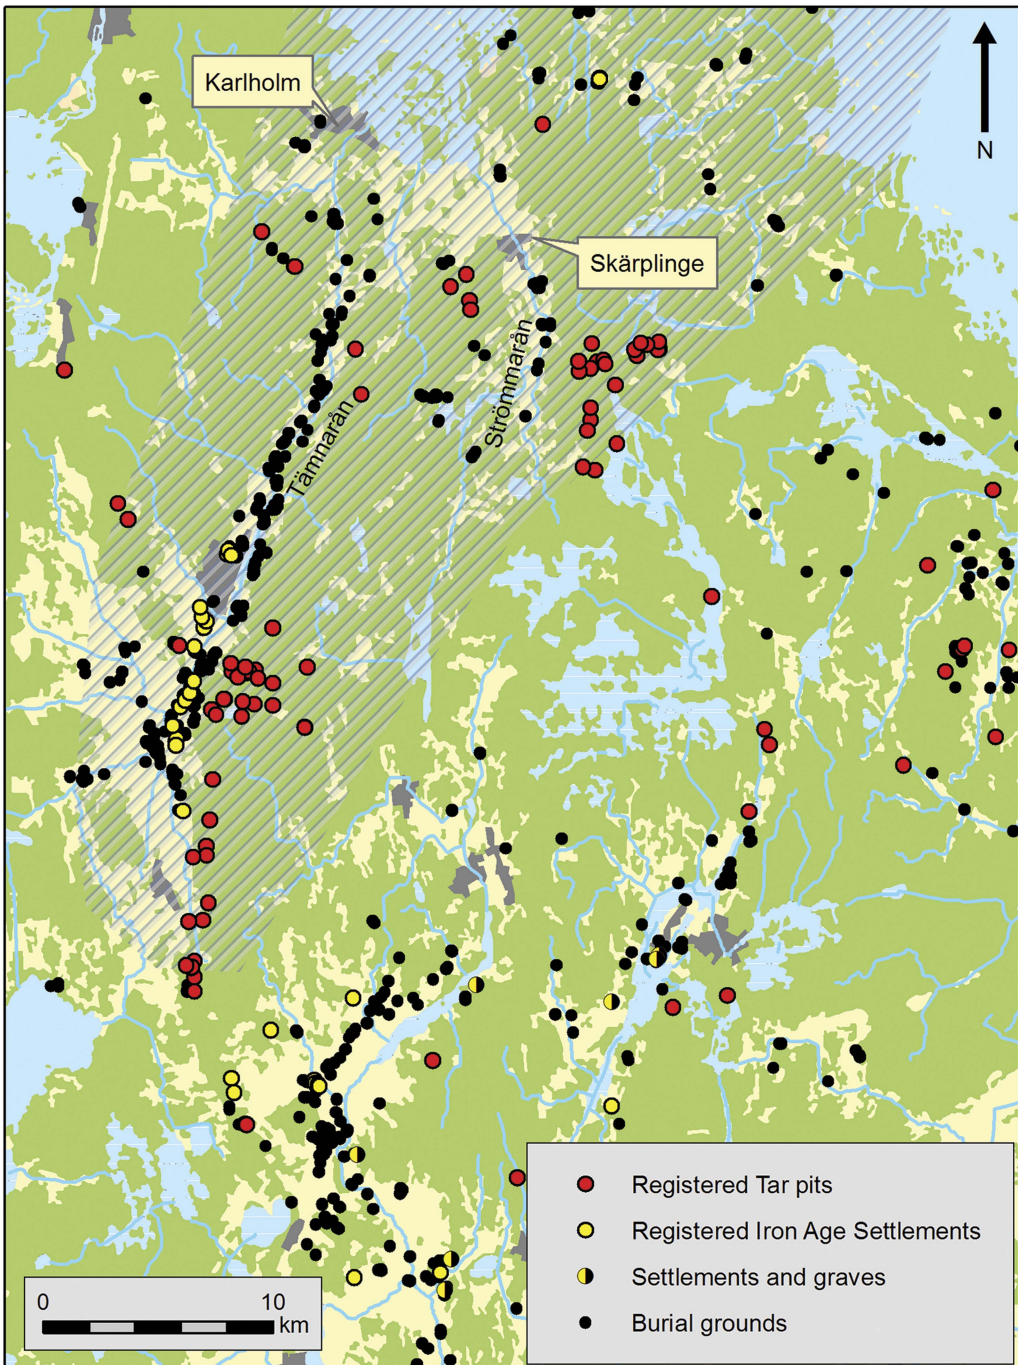 Karlholm
N
Skärplinge
Strömmarån
Tämnarån
Registered Tar pits
Registered Iron Age Settlements
Settlements and graves
Burial grounds
0 10
km